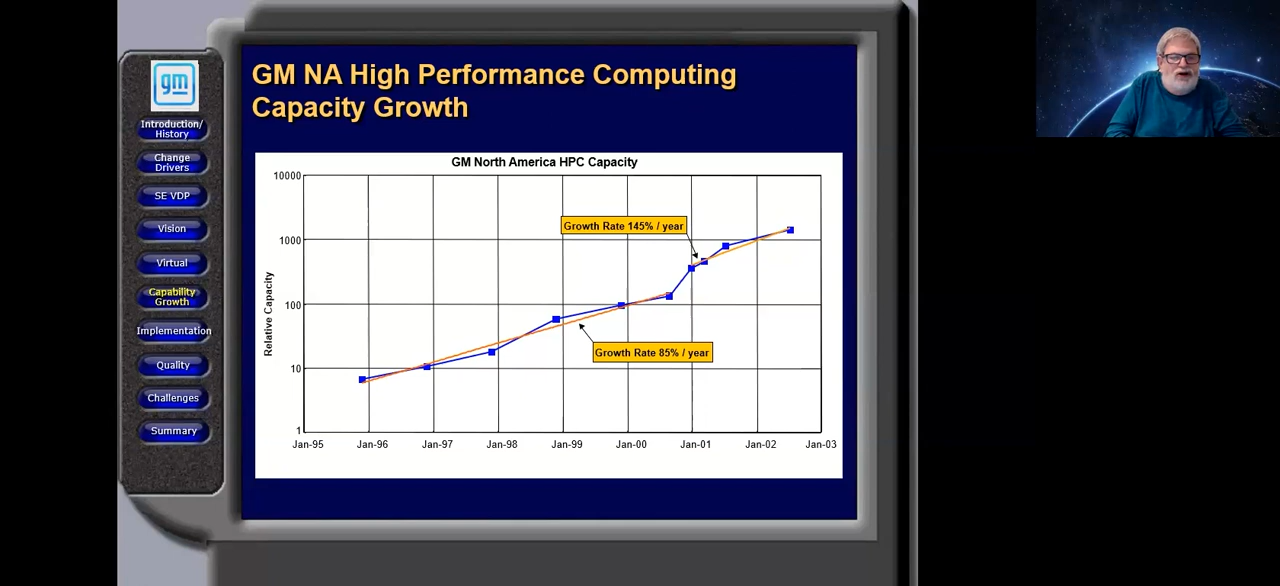 GM NA High Performance Computing
Capacity Growth
gm
Introduction/
History
Change
Drivers
SE VDP
Vision
Virtual
Capability
Growth
Implementation
Quality
Challenges
Summary
GM North America HPC Capacity
Relative Capacity
10000
1000
100
10
1
Growth Rate 145% / year
Growth Rate 85% / year
Jan-95 Jan-96 Jan-97 Jan-98 Jan-99 Jan-00 Jan-01 Jan-02 Jan-03